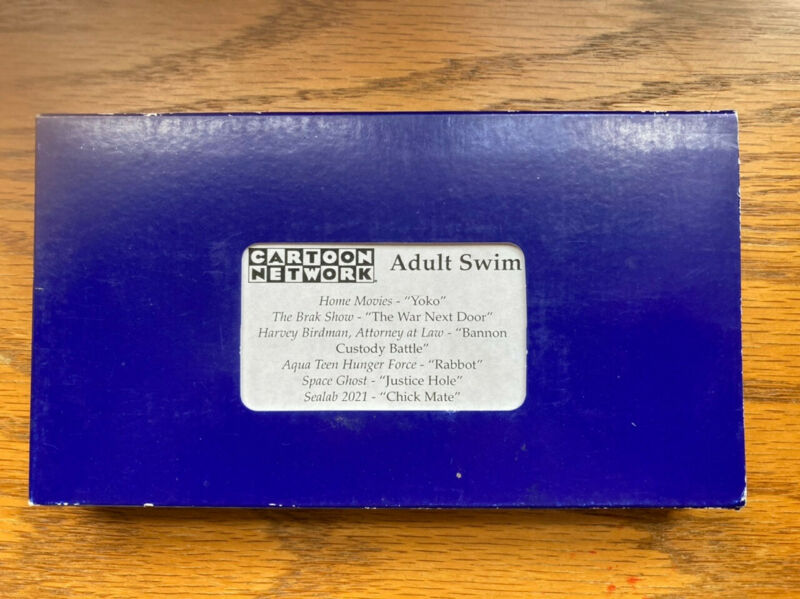 CARTOON NETWORK. Adult Swim
Home Movies - “Yoko”
The Brak Show - “The War Next Door”
Harvey Birdman, Attorney at Law - “Bannon
Custody Battle”
Aqua Teen Hunger Force - “Rabbot”
Space Ghost - “Justice Hole”
Sealab 2021 - “Chick Mate”